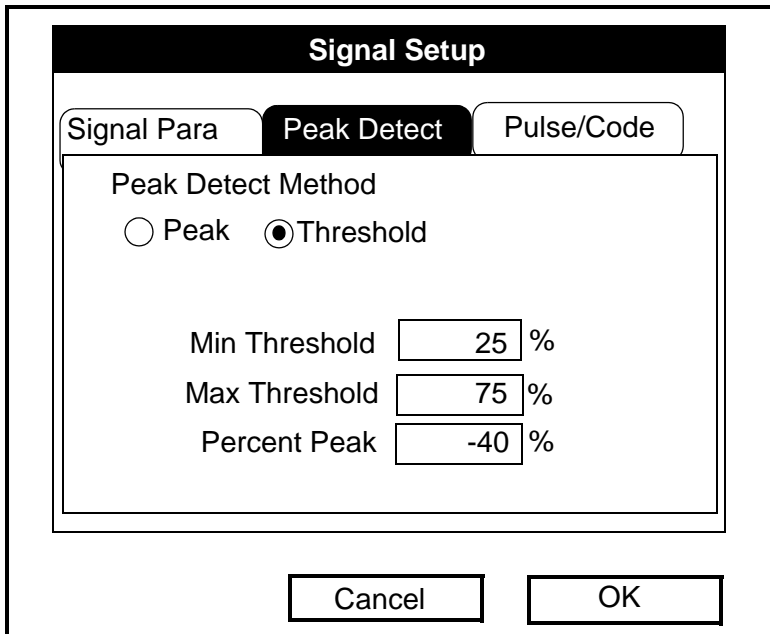 Signal Setup
Signal Para Peak Detect Pulse/Code
Peak Detect Method
Peak Threshold
Min Threshold 25 %
Max Threshold 75 %
Percent Peak -40 %
Cancel OK